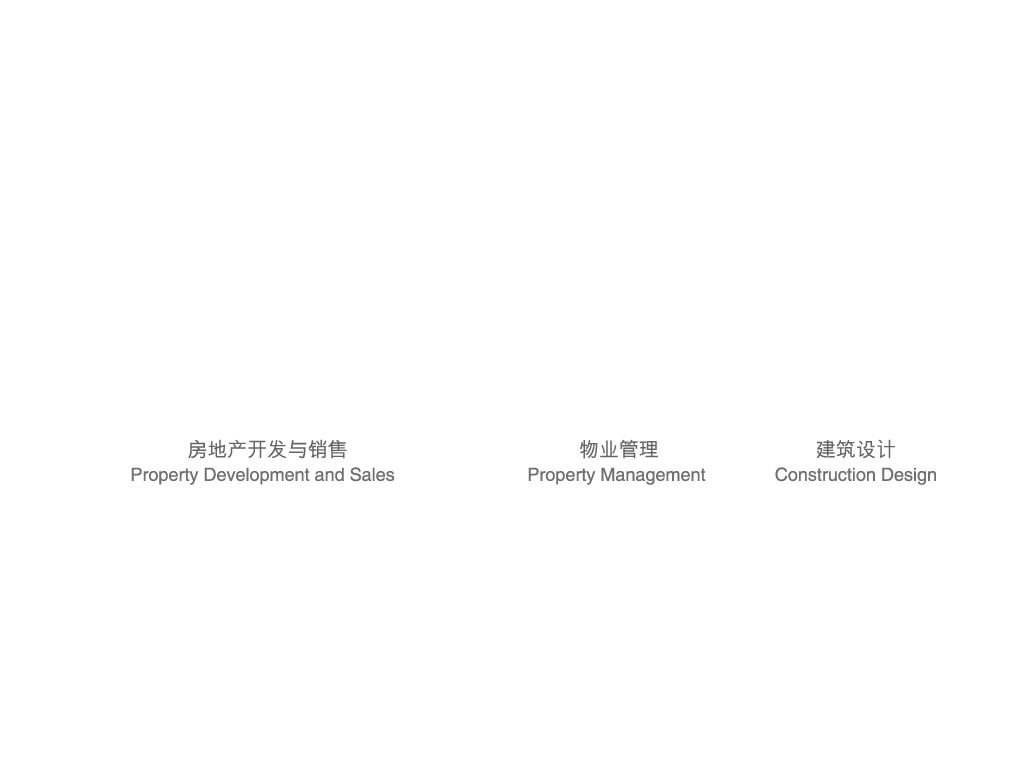 房地产开发与销售
Property Development and Sales
物业管理
Property Management
建筑设计
Construction Design